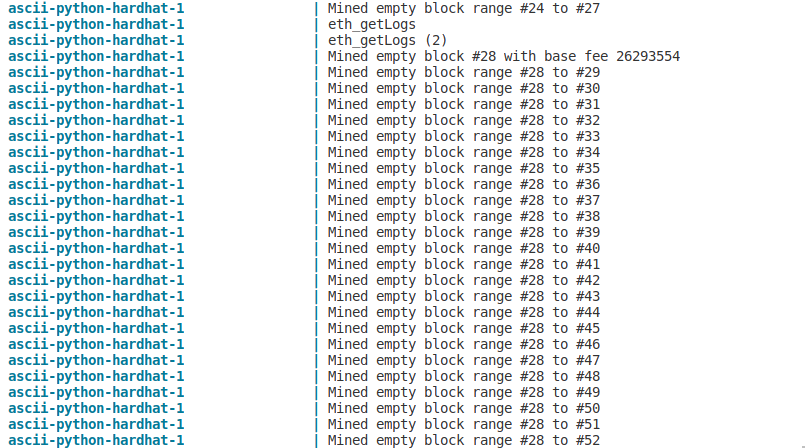 ascii-python-hardhat-1 | Mined empty block range #24 to #27
ascii-python-hardhat-1 | eth_getLogs
ascii-python-hardhat-1 | eth_getLogs (2)
ascii-python-hardhat-1 | Mined empty block #28 with base fee 26293554
ascii-python-hardhat-1 | Mined empty block range #28 to #29
ascii-python-hardhat-1 | Mined empty block range #28 to #30
ascii-python-hardhat-1 | Mined empty block range #28 to #31
ascii-python-hardhat-1 | Mined empty block range #28 to #32
ascii-python-hardhat-1 | Mined empty block range #28 to #33
ascii-python-hardhat-1 | Mined empty block range #28 to #34
ascii-python-hardhat-1 | Mined empty block range #28 to #35
ascii-python-hardhat-1 | Mined empty block range #28 to #36
ascii-python-hardhat-1 | Mined empty block range #28 to #37
ascii-python-hardhat-1 | Mined empty block range #28 to #38
ascii-python-hardhat-1 | Mined empty block range #28 to #39
ascii-python-hardhat-1 | Mined empty block range #28 to #40
ascii-python-hardhat-1 | Mined empty block range #28 to #41
ascii-python-hardhat-1 | Mined empty block range #28 to #42
ascii-python-hardhat-1 | Mined empty block range #28 to #43
ascii-python-hardhat-1 | Mined empty block range #28 to #44
ascii-python-hardhat-1 | Mined empty block range #28 to #45
ascii-python-hardhat-1 | Mined empty block range #28 to #46
ascii-python-hardhat-1 | Mined empty block range #28 to #47
ascii-python-hardhat-1 | Mined empty block range #28 to #48
ascii-python-hardhat-1 | Mined empty block range #28 to #49
ascii-python-hardhat-1 | Mined empty block range #28 to #50
ascii-python-hardhat-1 | Mined empty block range #28 to #51
ascii-python-hardhat-1 | Mined empty block range #28 to #52